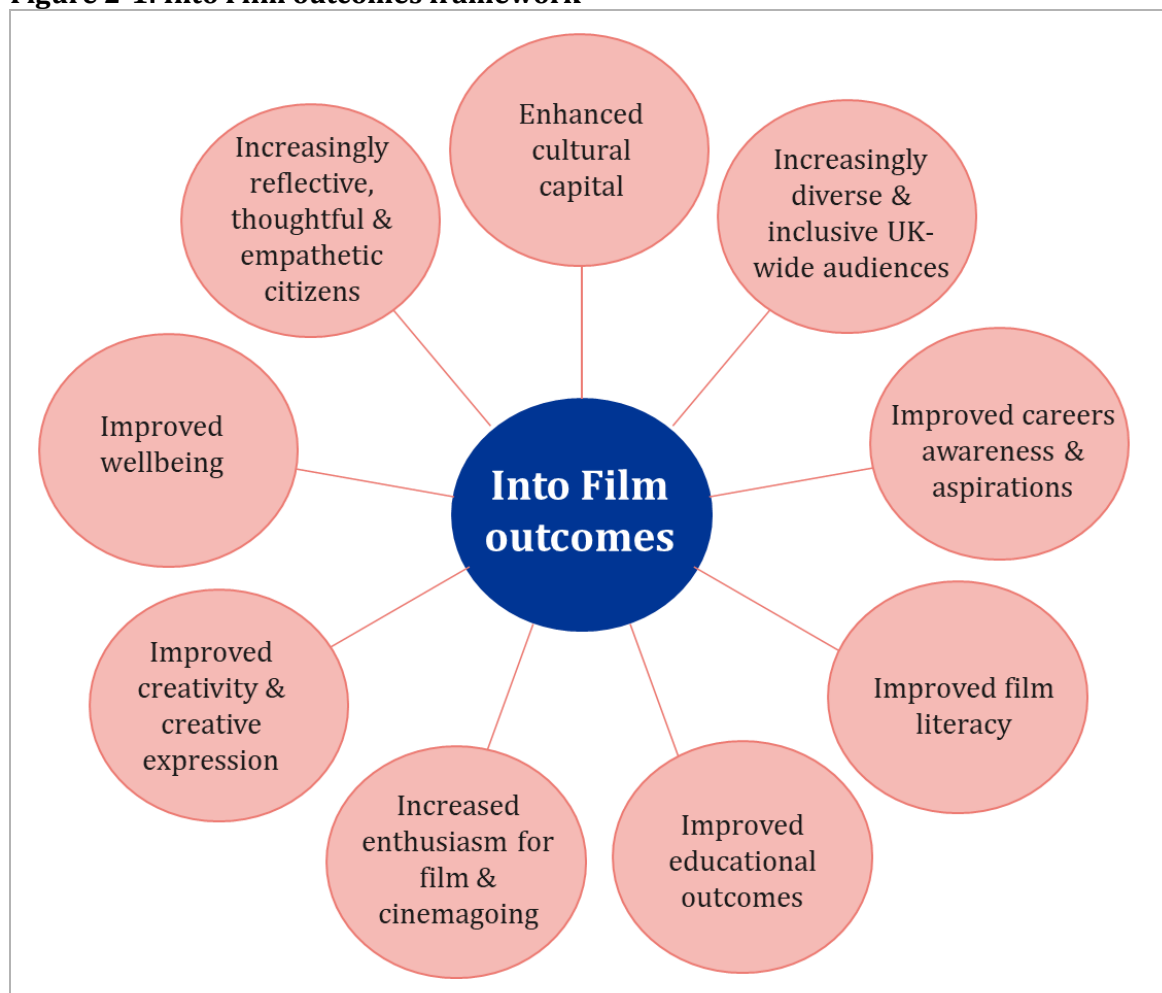 Figure 2-1: Into Film outcomes framework
Enhanced
cultural
capital
Increasingly
diverse &
inclusive UK-
wide audiences
Improved careers
awareness &
aspirations
Improved film
literacy
Improved
educational
outcomes
Increased
enthusiasm for
film &
cinemagoing
Improved
creativity &
creative
expression
Improved
wellbeing
Increasingly
reflective,
thoughtful &
empathetic
citizens
Into Film
outcomes